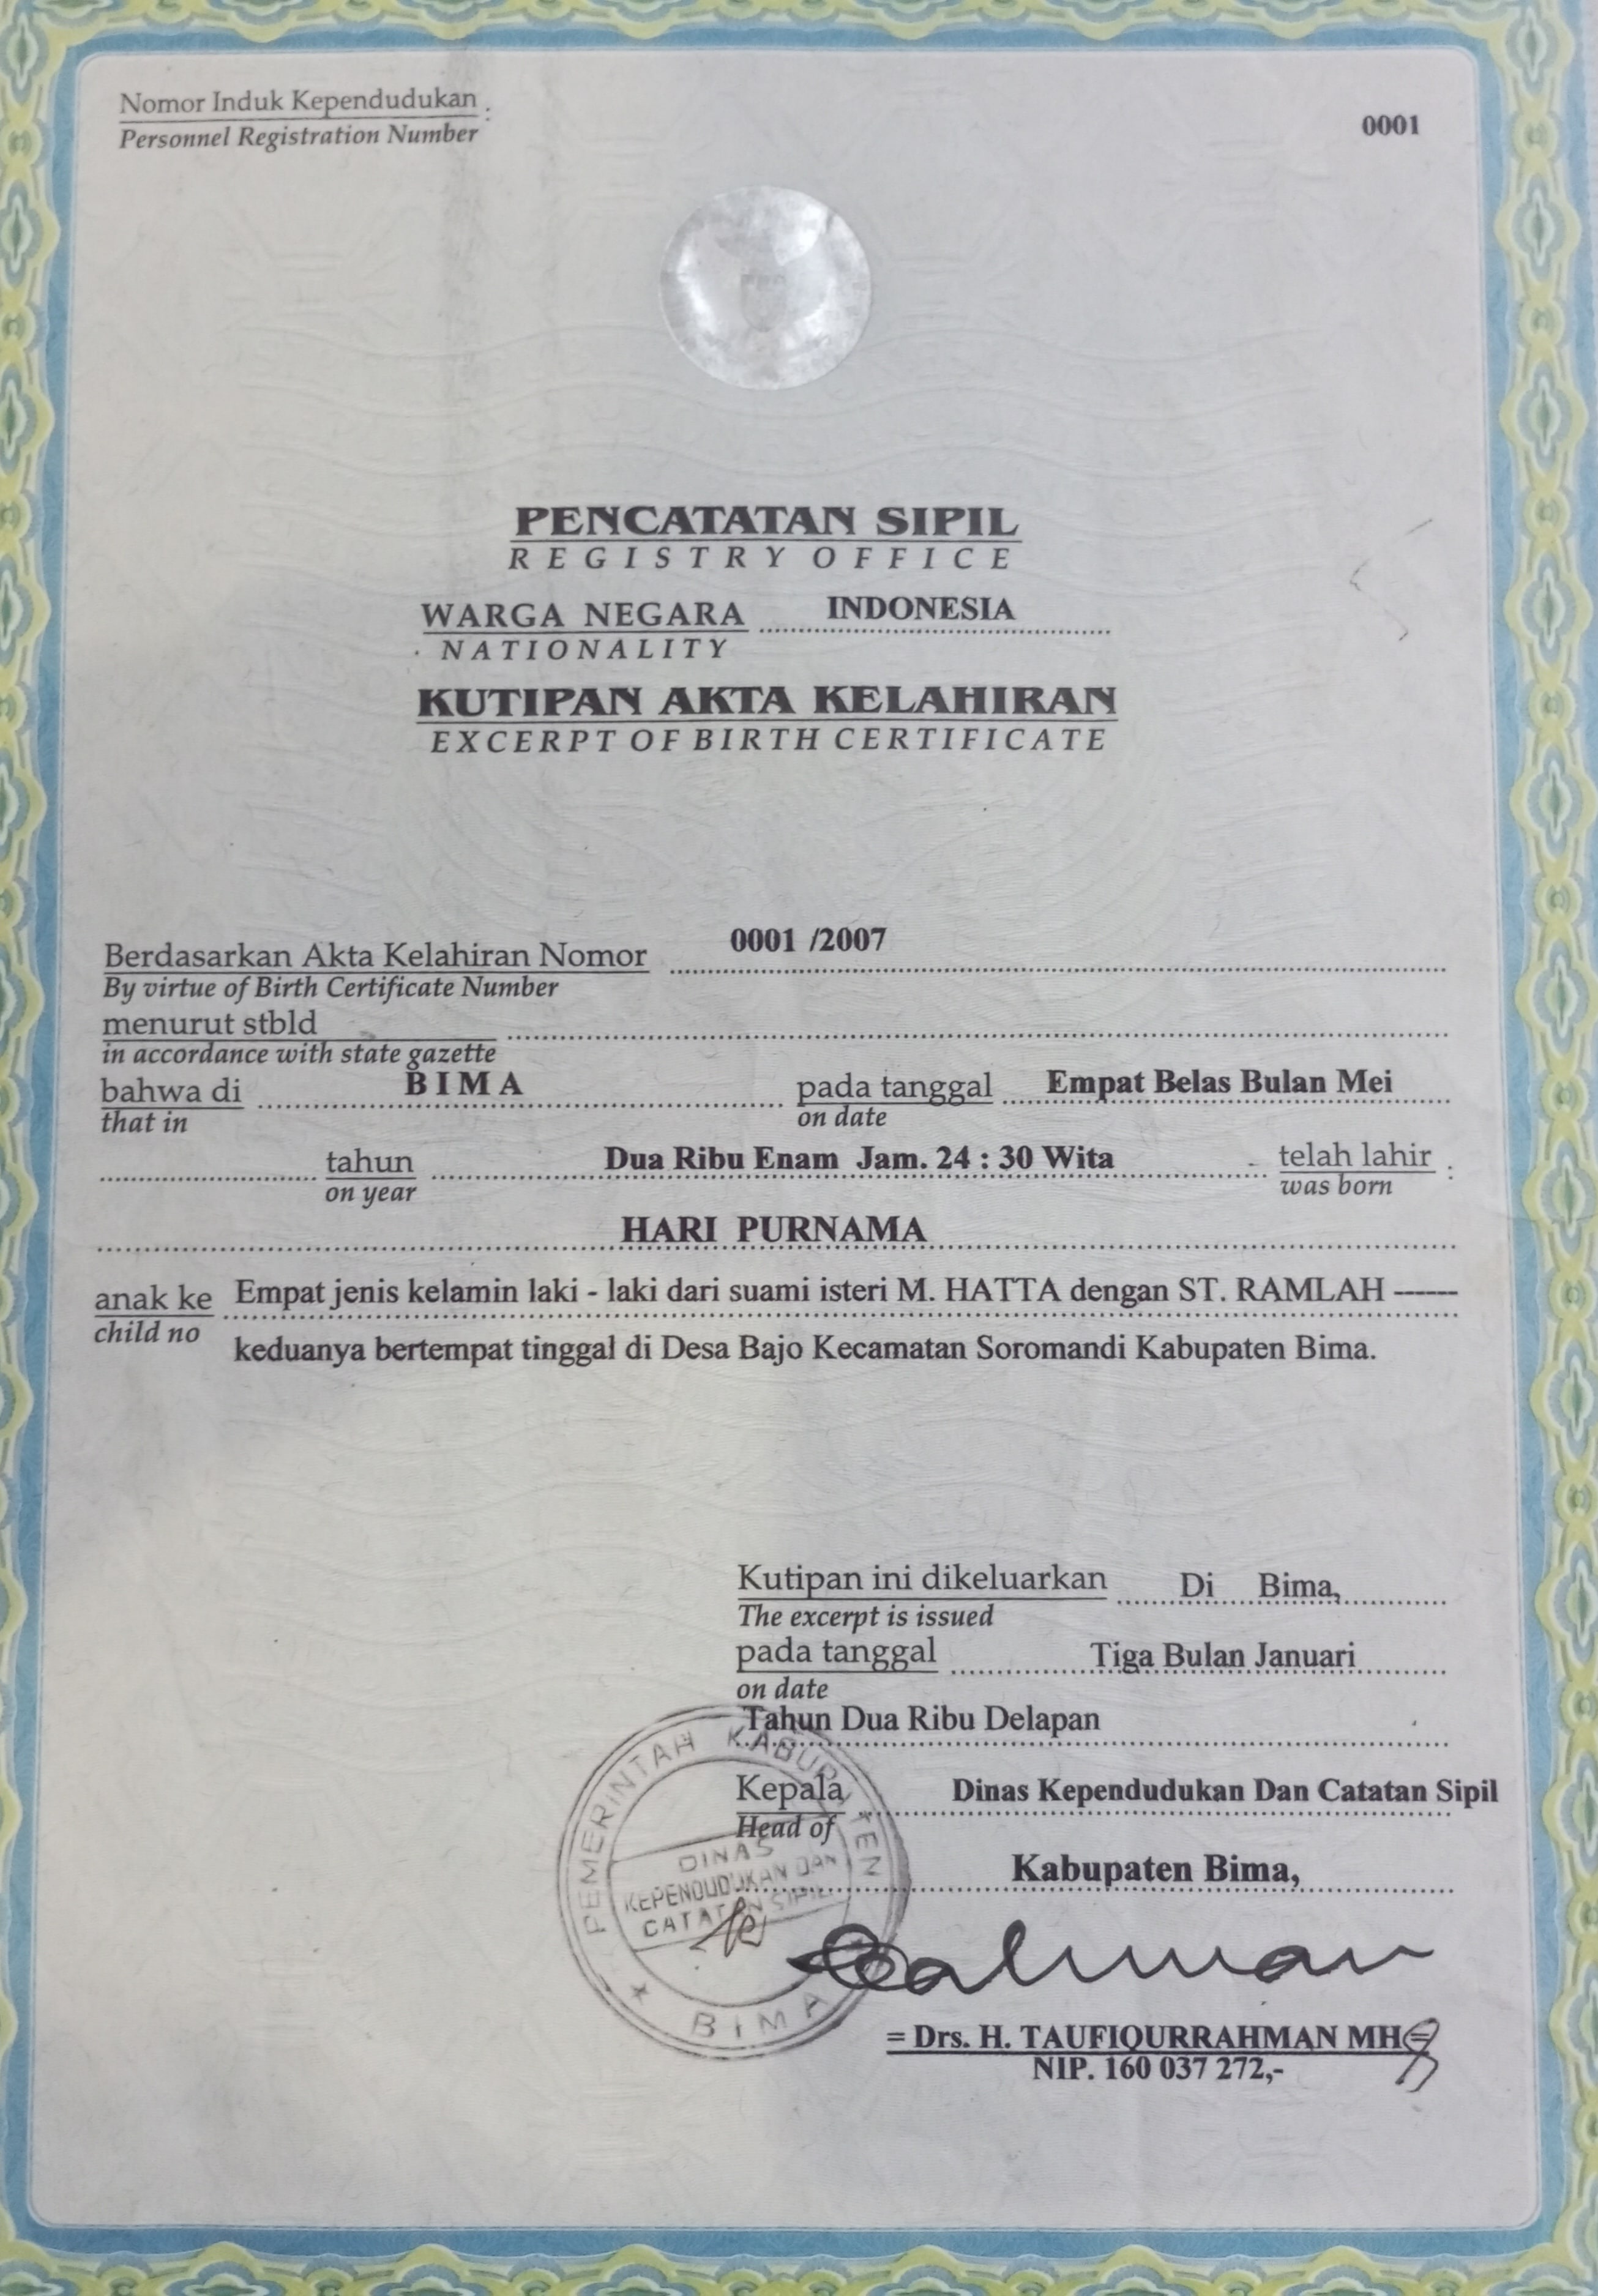 Nomor Induk Kependudukan :
Personnel Registration Number
0001
PENCATATAN SIPIL
REGISTRY OFFICE
WARGA NEGARA INDONESIA
NATIONALITY
KUTIPAN AKTA KELAHIRAN
EXCERPT OF BIRTH CERTIFICATE
Berdasarkan Akta Kelahiran Nomor 0001 /2007
By virtue of Birth Certificate Number
menurut stbld
in accordance with state gazette
bahwa di BIMA pada tanggal Empat Belas Bulan Mei
that in on date
tahun Dua Ribu Enam Jam. 24 : 30 Wita telah lahir :
on year was born
HARI PURNAMA
anak ke Empat jenis kelamin laki - laki dari suami isteri M. HATTA dengan ST. RAMLAH ------
child no
keduanya bertempat tinggal di Desa Bajo Kecamatan Soromandi Kabupaten Bima.
Kutipan ini dikeluarkan Di Bima,
The excerpt is issued
pada tanggal Tiga Bulan Januari
on date
Tahun Dua Ribu Delapan
Kepala Dinas Kependudukan Dan Catatan Sipil
Head of
Kabupaten Bima,
PEMERINTAH KABUPATEN
DINAS
KEPENDUDUKAN DAN
CATATAN SIPIL
BIMA
= Drs. H. TAUFIQURRAHMAN MH =
NIP. 160 037 272,-